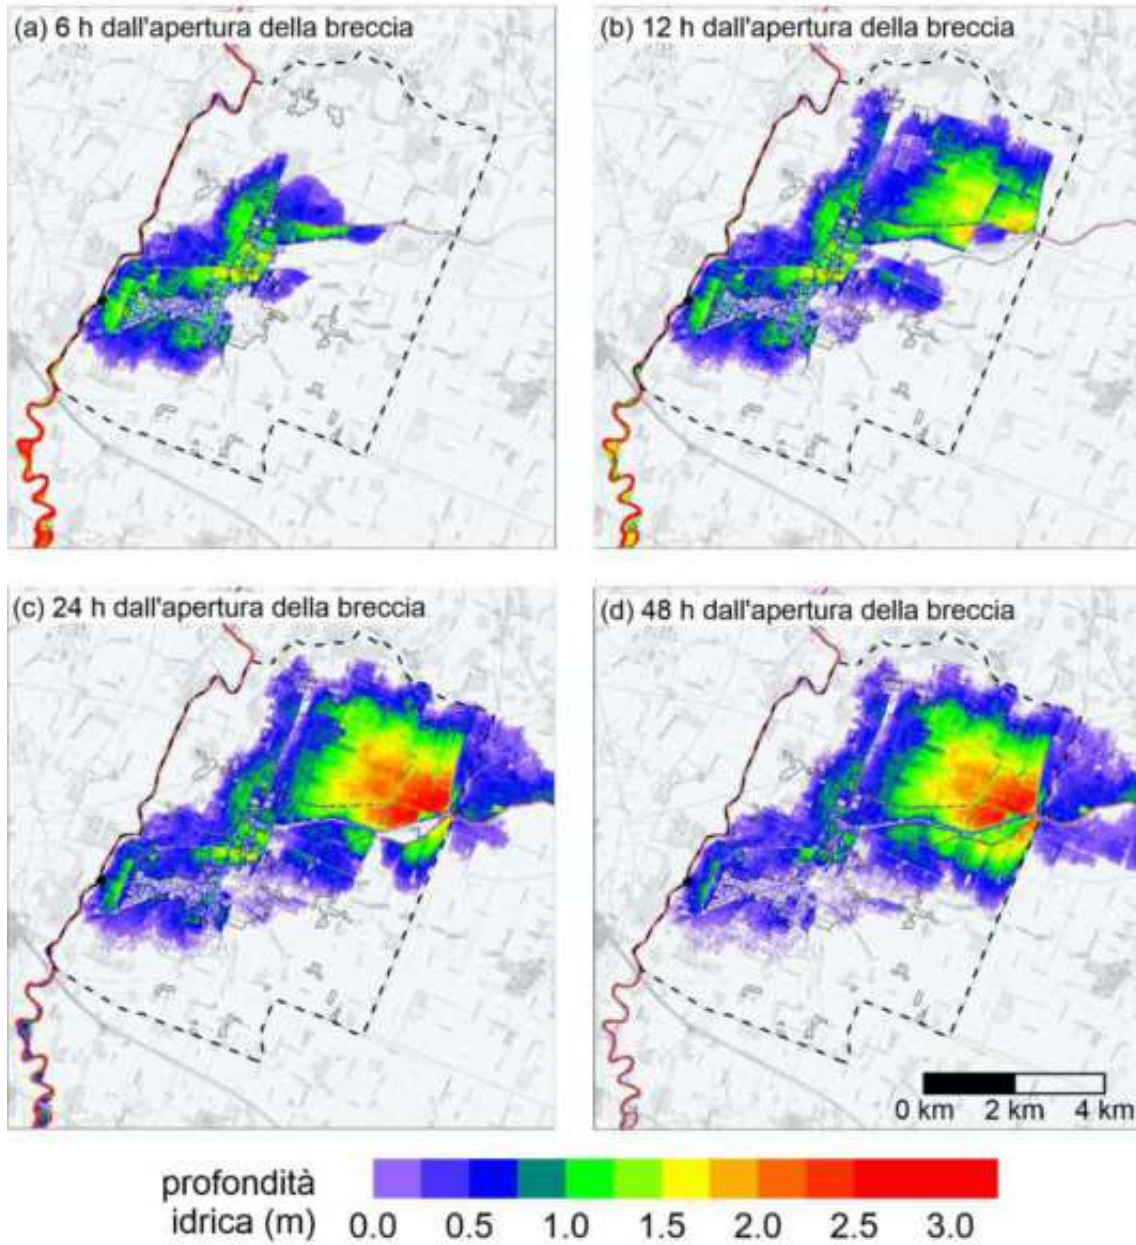 (a) 6 h dall'apertura della breccia
(b) 12 h dall'apertura della breccia
(c) 24 h dall'apertura della breccia
(d) 48 h dall'apertura della breccia
0 km 2 km 4 km
profondità
idrica (m)
0.0 0.5 1.0 1.5 2.0 2.5 3.0